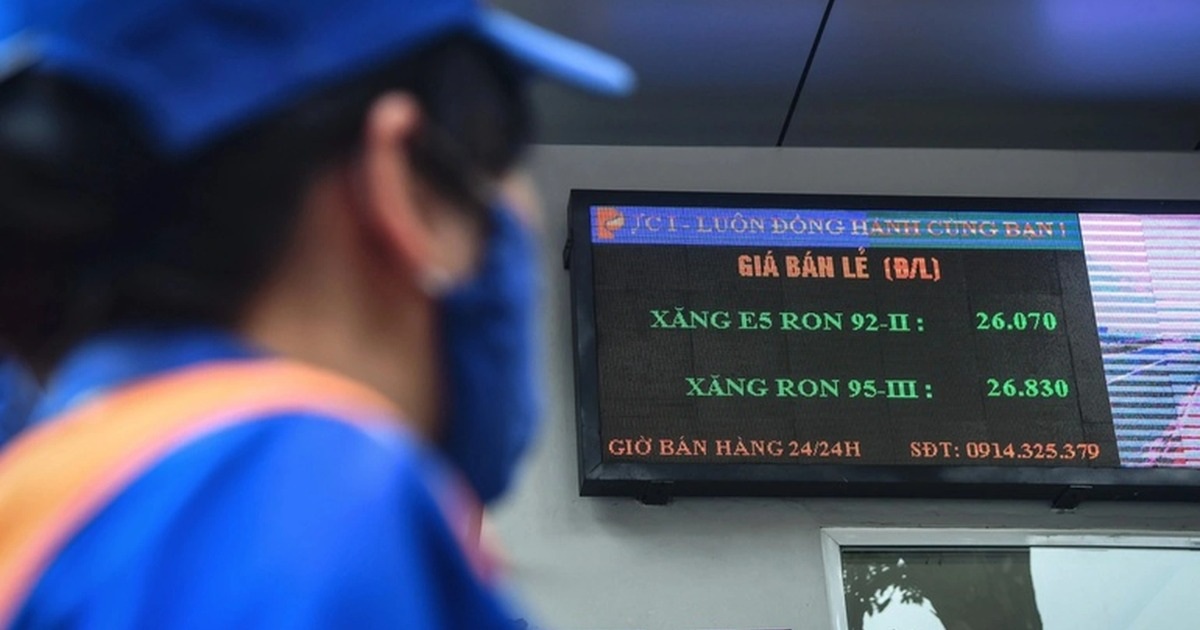 LUÔN ĐỒNG HÀNH CÙNG BẠN !
GIÁ BÁN LẺ (Đ/L)
XĂNG E5 RON 92-II : 26.070
XĂNG RON 95-III : 26.830
GIỜ BÁN HÀNG 24/24H SĐT: 0914.325.379